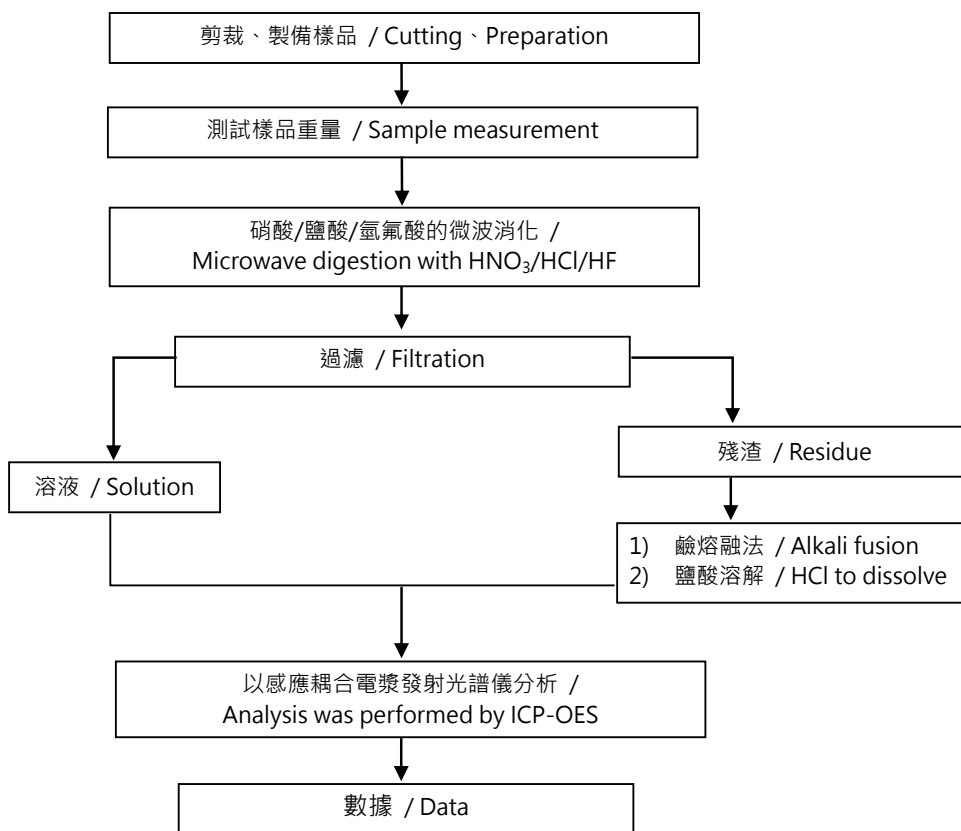 剪裁、製備樣品 / Cutting、Preparation
測試樣品重量 / Sample measurement
硝酸/鹽酸/氫氟酸的微波消化 /
Microwave digestion with HNO₃/HCl/HF
過濾 / Filtration
溶液 / Solution
殘渣 / Residue
1) 鹼熔融法 / Alkali fusion
2) 鹽酸溶解 / HCl to dissolve
以感應耦合電漿發射光譜儀分析 /
Analysis was performed by ICP-OES
數據 / Data